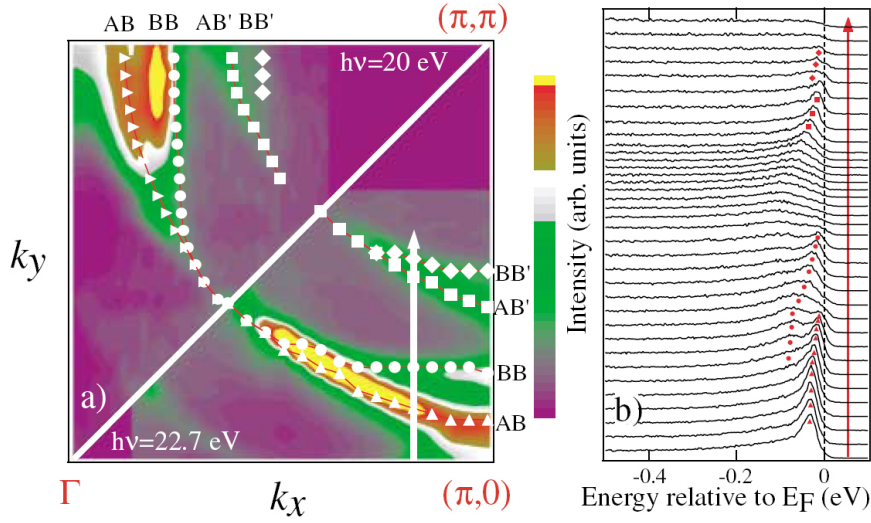 AB BB AB' BB' (π,π)
hν=20 eV
ky
BB'
AB'
BB
AB
a)
hν=22.7 eV
Γ kx (π,0)
Intensity (arb. units)
b)
-0.4 -0.2 0
Energy relative to EF (eV)